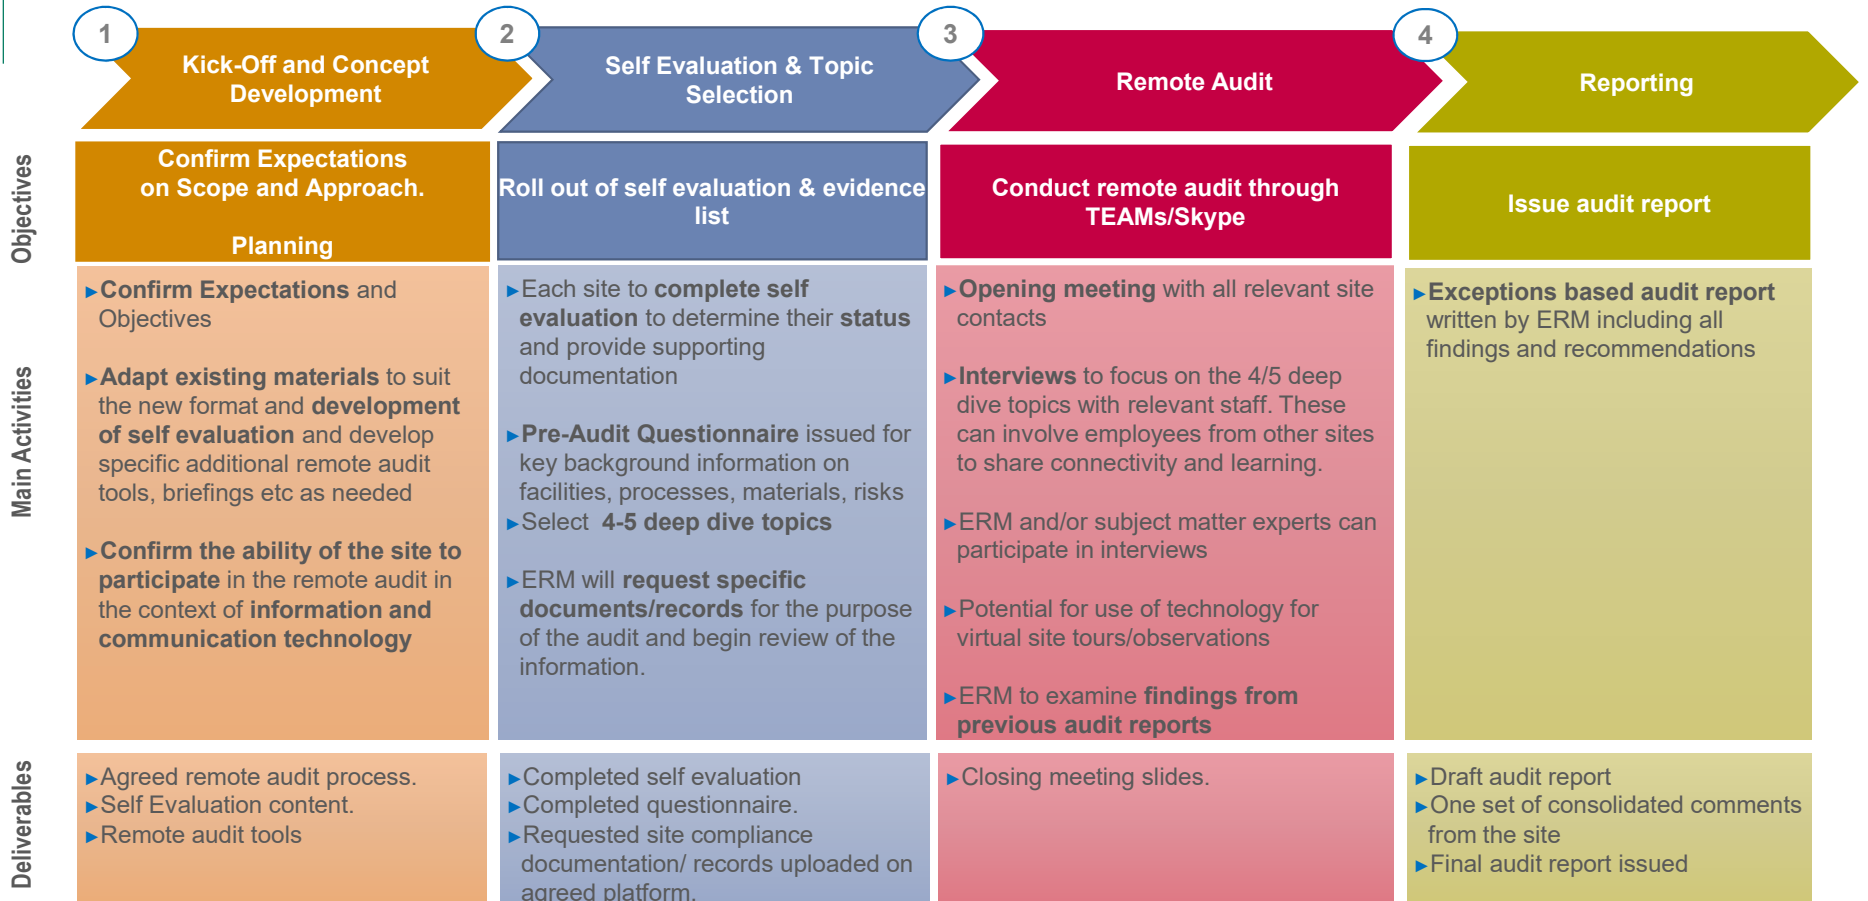 1
2
3
4
Kick-Off and Concept
Development
Self Evaluation & Topic
Selection
Remote Audit
Reporting
Objectives
Confirm Expectations
on Scope and Approach.
Planning
Roll out of self evaluation & evidence
list
Conduct remote audit through
TEAMs/Skype
Issue audit report
Main Activities
►Confirm Expectations and
Objectives
►Adapt existing materials to suit
the new format and development
of self evaluation and develop
specific additional remote audit
tools, briefings etc as needed
►Confirm the ability of the site to
participate in the remote audit in
the context of information and
communication technology
►Each site to complete self
evaluation to determine their status
and provide supporting
documentation
►Pre-Audit Questionnaire issued for
key background information on
facilities, processes, materials, risks
►Select 4-5 deep dive topics
►ERM will request specific
documents/records for the purpose
of the audit and begin review of the
information.
►Opening meeting with all relevant site
contacts
►Interviews to focus on the 4/5 deep
dive topics with relevant staff. These
can involve employees from other sites
to share connectivity and learning.
►ERM and/or subject matter experts can
participate in interviews
►Potential for use of technology for
virtual site tours/observations
►ERM to examine findings from
previous audit reports
►Exceptions based audit report
written by ERM including all
findings and recommendations
Deliverables
►Agreed remote audit process.
►Self Evaluation content.
►Remote audit tools
►Completed self evaluation
►Completed questionnaire.
►Requested site compliance
documentation/ records uploaded on
agreed platform.
►Closing meeting slides.
►Draft audit report
►One set of consolidated comments
from the site
►Final audit report issued